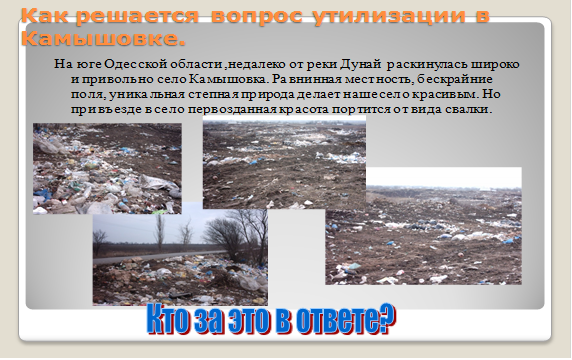 Как решается вопрос утилизации в
Камышовке.
На юге Одесской области ,недалеко от реки Дунай раскинулась широко
и привольно село Камышовка. Равнинная местность, бескрайние
поля, уникальная степная природа делает наше село красивым. Но
при въезде в село первозданная красота портится от вида свалки.
Кто за это в ответе?